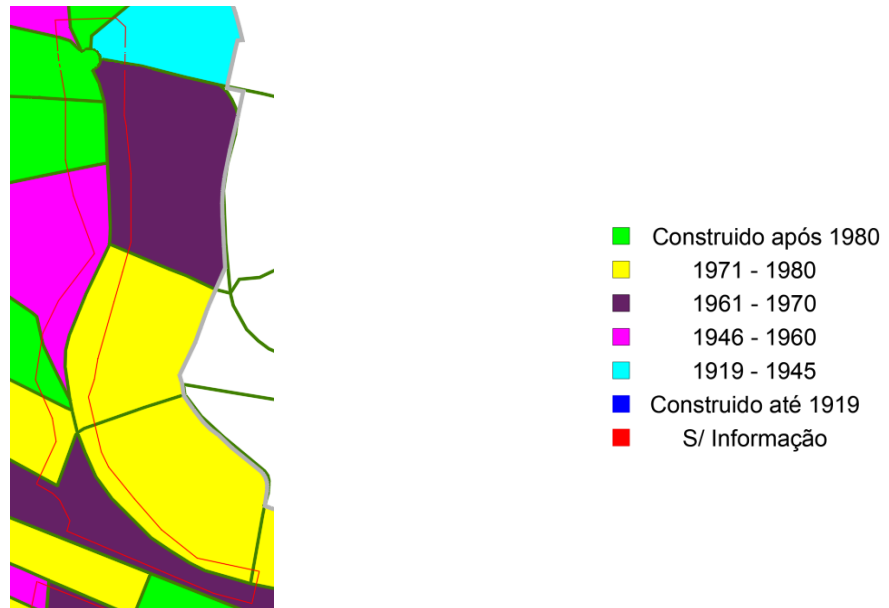 Construido após 1980
1971 - 1980
1961 - 1970
1946 - 1960
1919 - 1945
Construido até 1919
S/ Informação